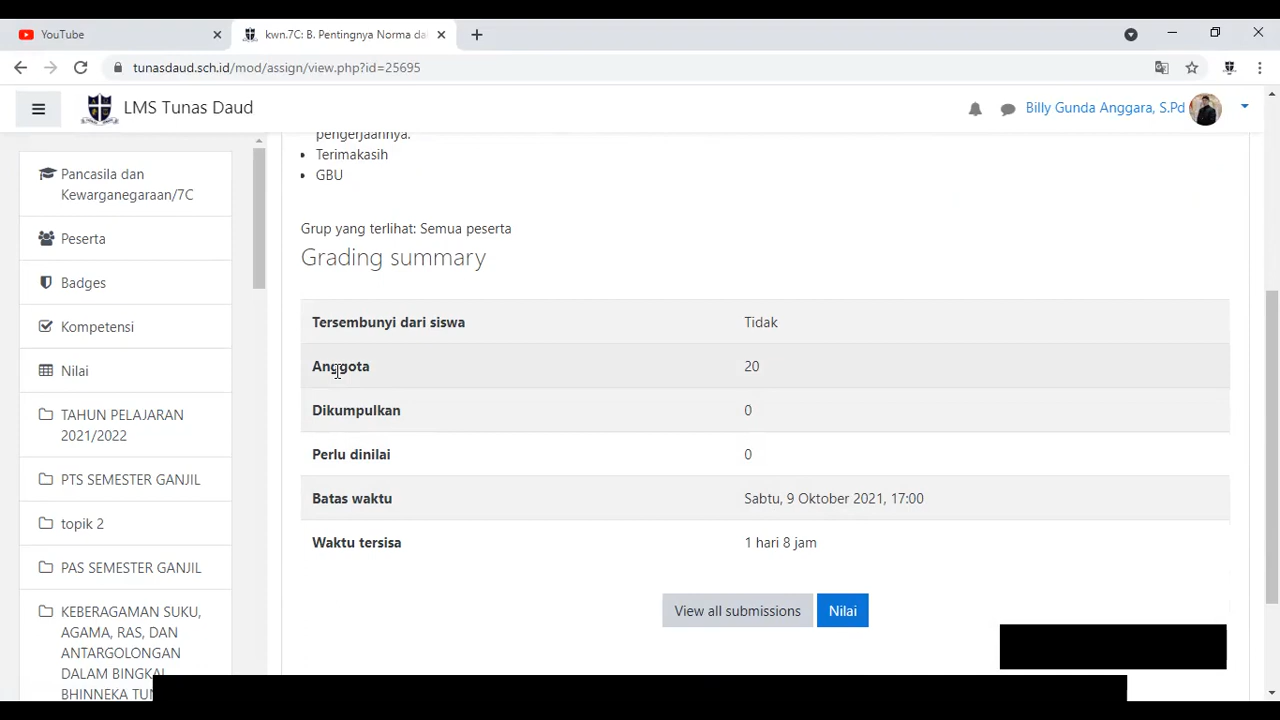 YouTube
kwn.7C: B. Pentingnya Norma da
tunasdaud.sch.id/mod/assign/view.php?id=25695
LMS Tunas Daud
Billy Gunda Anggara, S.Pd
Pancasila dan
Kewarganegaraan/7C
Peserta
Badges
Kompetensi
Nilai
TAHUN PELAJARAN
2021/2022
PTS SEMESTER GANJIL
topik 2
PAS SEMESTER GANJIL
KEBERAGAMAN SUKU,
AGAMA, RAS, DAN
ANTARGOLONGAN
DALAM BINGKAI
BHINNEKA TUN
pengerjaannya.
Terimakasih
GBU
Grup yang terlihat: Semua peserta
Grading summary
Tersembunyi dari siswa Tidak
Anggota 20
Dikumpulkan 0
Perlu dinilai 0
Batas waktu Sabtu, 9 Oktober 2021, 17:00
Waktu tersisa 1 hari 8 jam
View all submissions Nilai